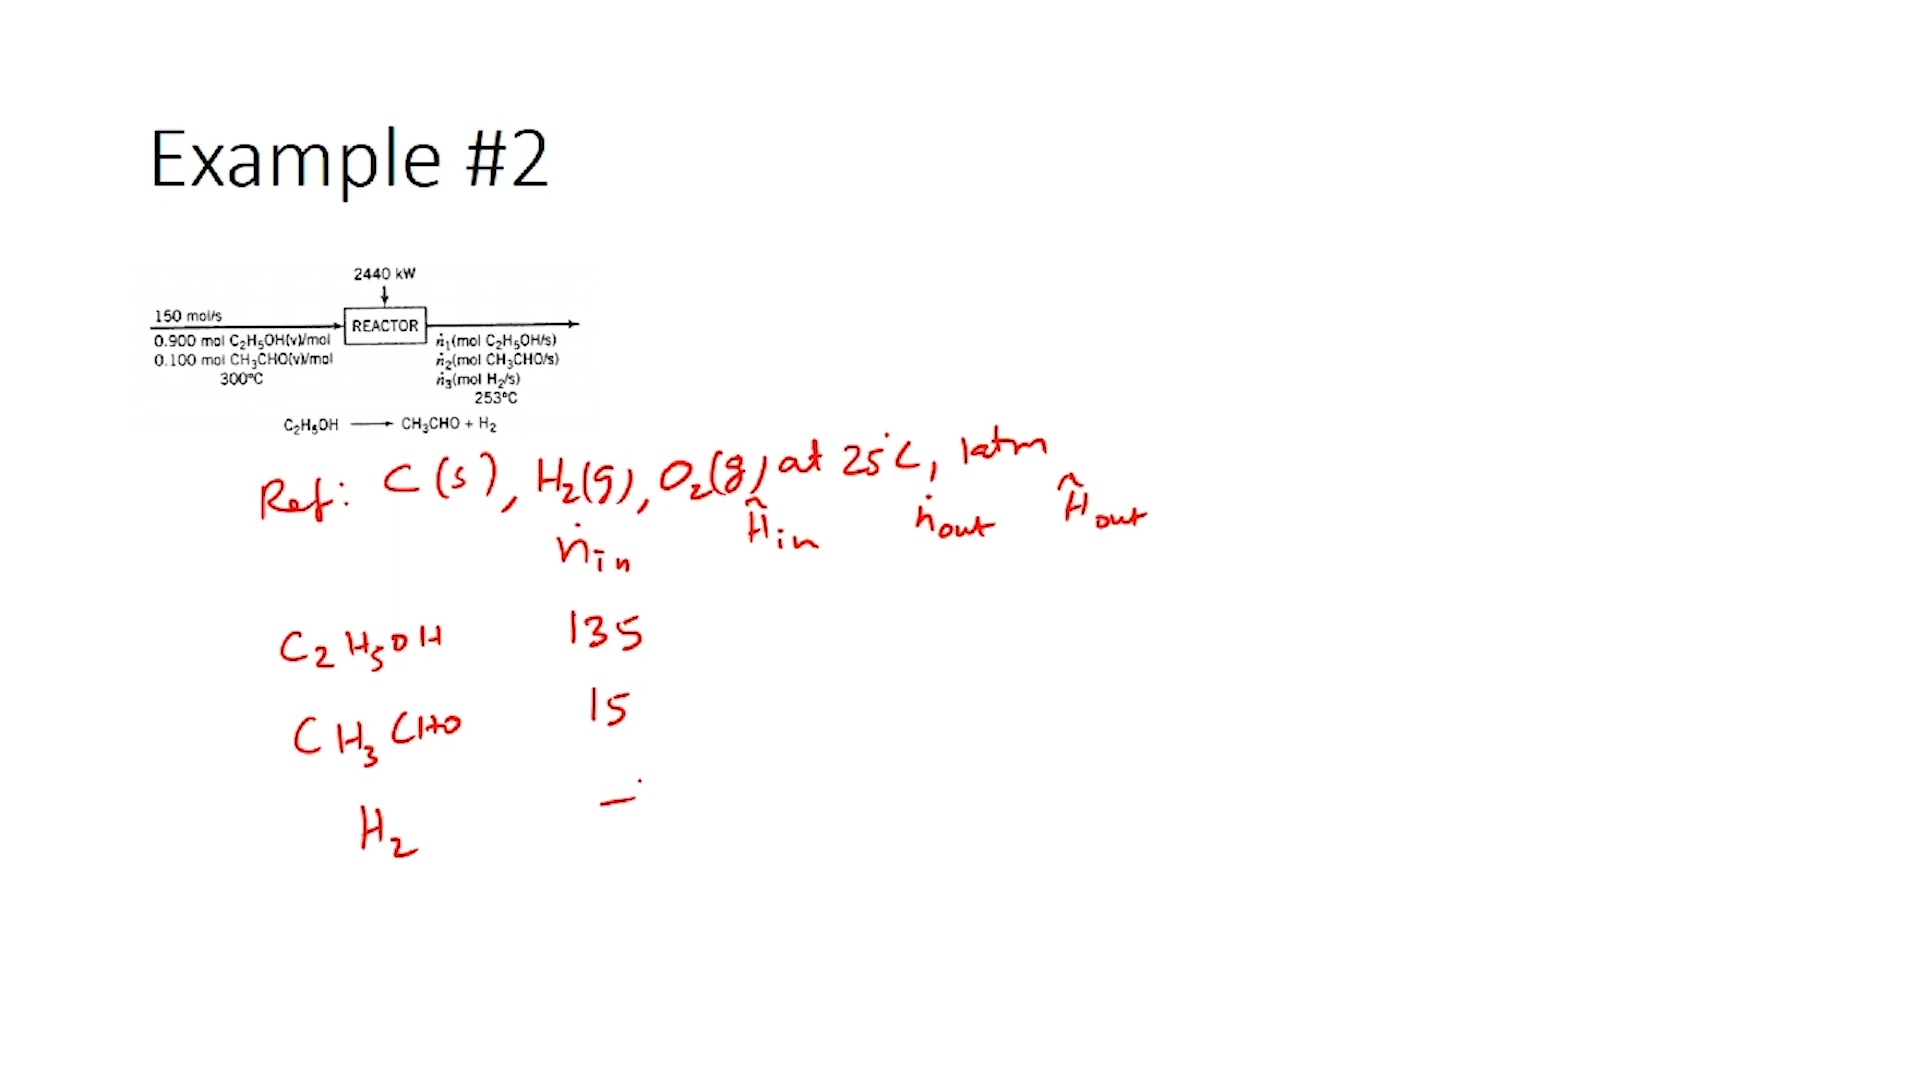 Example #2
2440 kW
150 mol/s
REACTOR
0.900 mol C₂H₅OH(v)/mol
0.100 mol CH₃CHO(v)/mol
300°C
ṅ₁(mol C₂H₅OH/s)
ṅ₂(mol CH₃CHO/s)
ṅ₃(mol H₂/s)
253°C
C₂H₅OH → CH₃CHO + H₂
Ref: C(s), H₂(g), O₂(g) at 25°C, 1atm
ṅin Ĥin ṅout Ĥout
C₂H₅OH 135
CH₃CHO 15
H₂ —